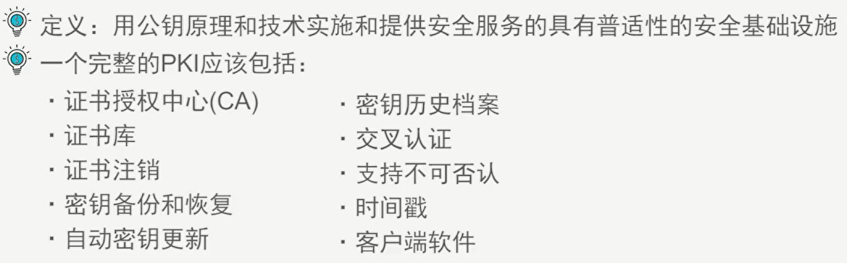 定义：用公钥原理和技术实施和提供安全服务的具有普适性的安全基础设施
一个完整的PKI应该包括：
·证书授权中心(CA)
·证书库
·证书注销
·密钥备份和恢复
·自动密钥更新
·密钥历史档案
·交叉认证
·支持不可否认
·时间戳
·客户端软件